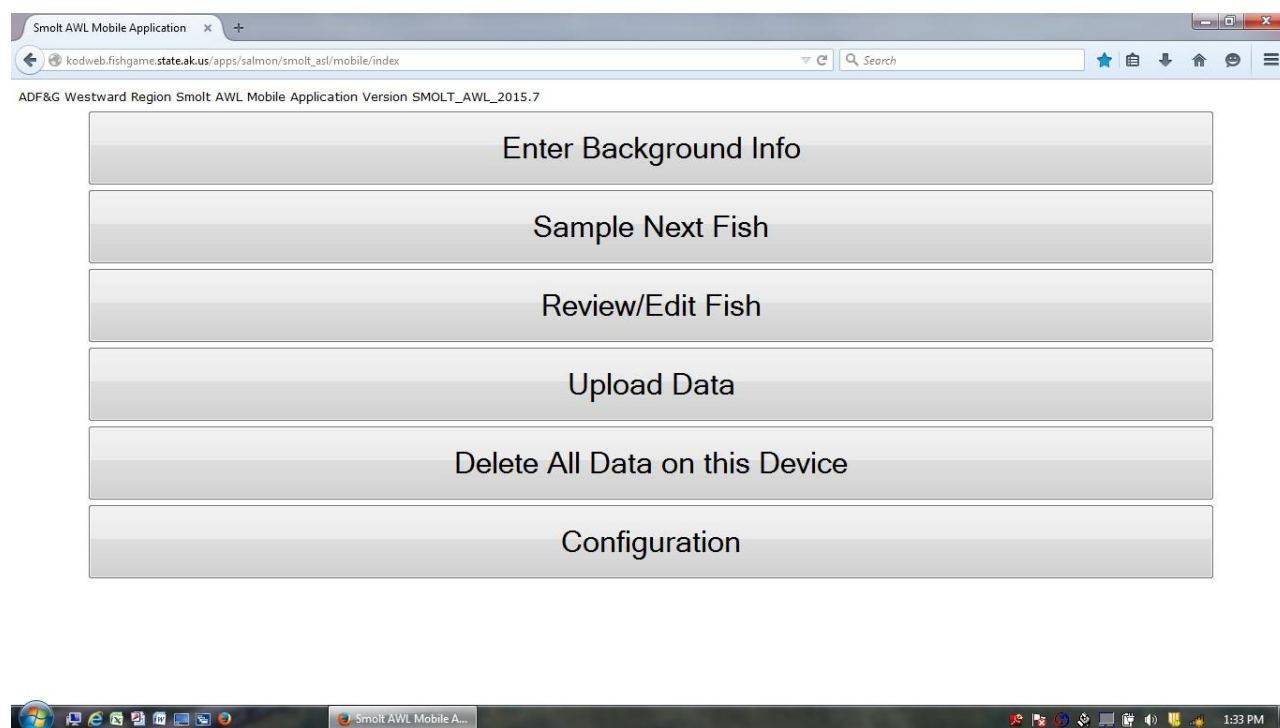 Smolt AWL Mobile Application
kodweb.fishgame.state.ak.us/apps/salmon/smolt_asl/mobile/index
Search
ADF&G Westward Region Smolt AWL Mobile Application Version SMOLT_AWL_2015.7
Enter Background Info
Sample Next Fish
Review/Edit Fish
Upload Data
Delete All Data on this Device
Configuration
Smolt AWL Mobile A...
1:33 PM